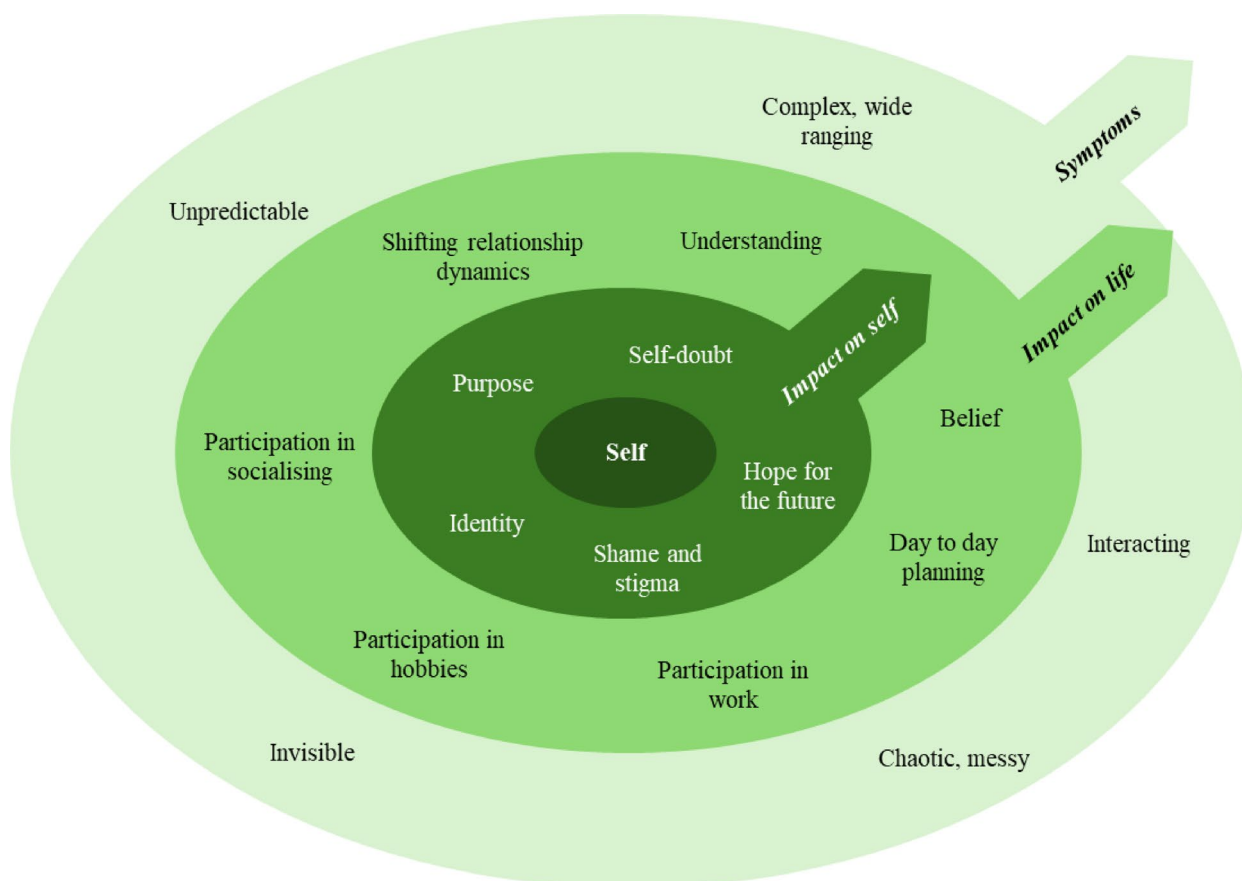 Complex, wide
ranging
Symptoms
Unpredictable
Shifting relationship
dynamics
Understanding
Impact on life
Impact on self
Self-doubt
Purpose
Belief
Participation in
socialising
Self
Hope for
the future
Identity
Shame and
stigma
Day to day
planning
Interacting
Participation in
hobbies
Participation in
work
Invisible
Chaotic, messy